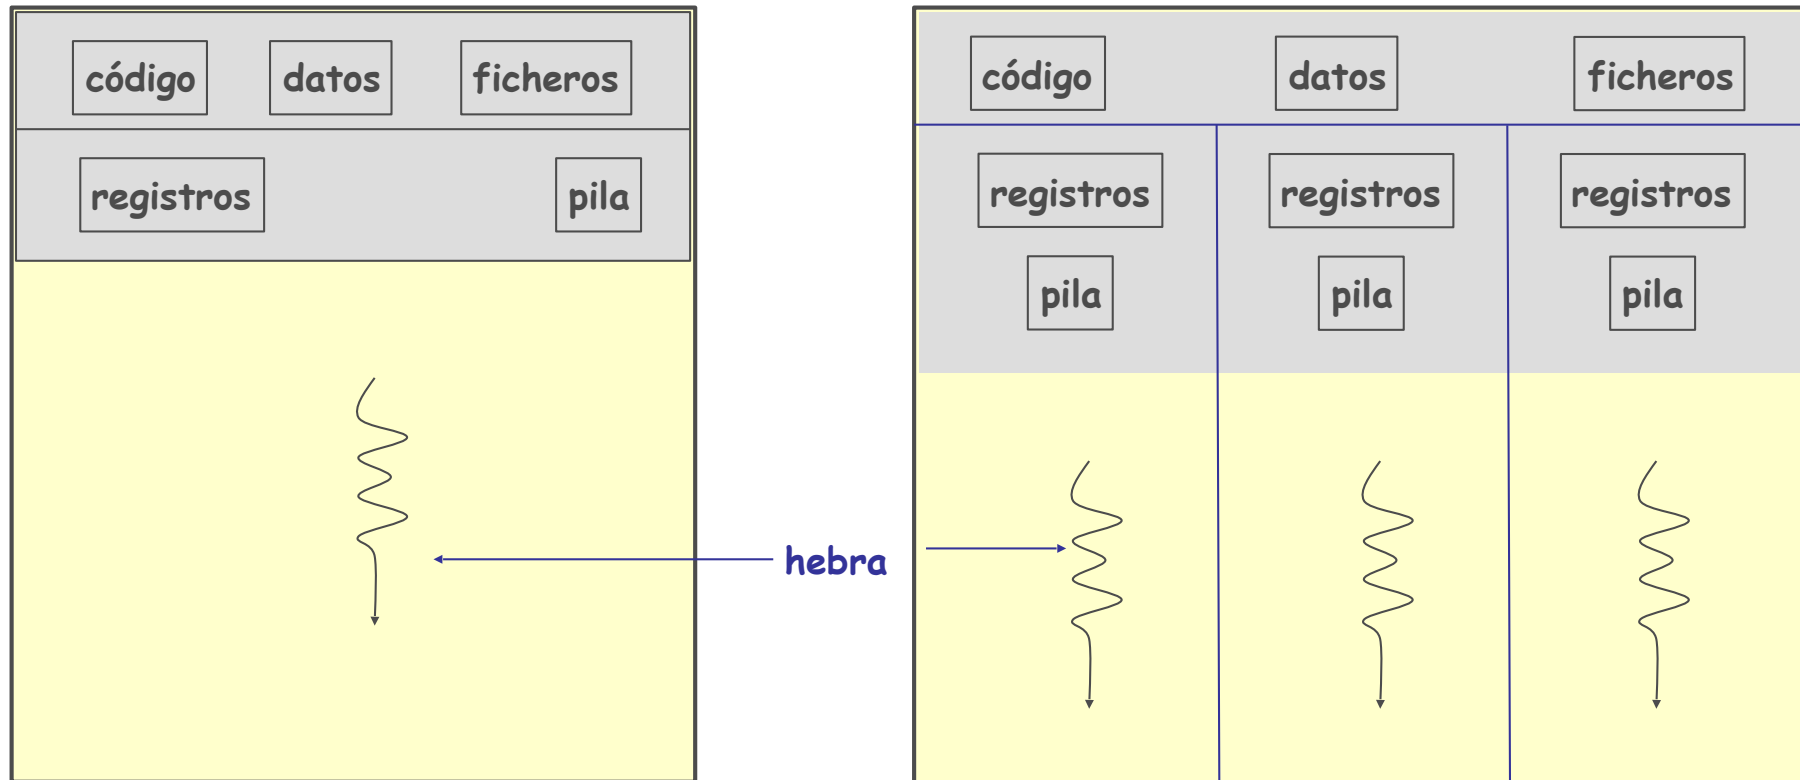 código datos ficheros
registros pila
hebra
código datos ficheros
registros registros registros
pila pila pila